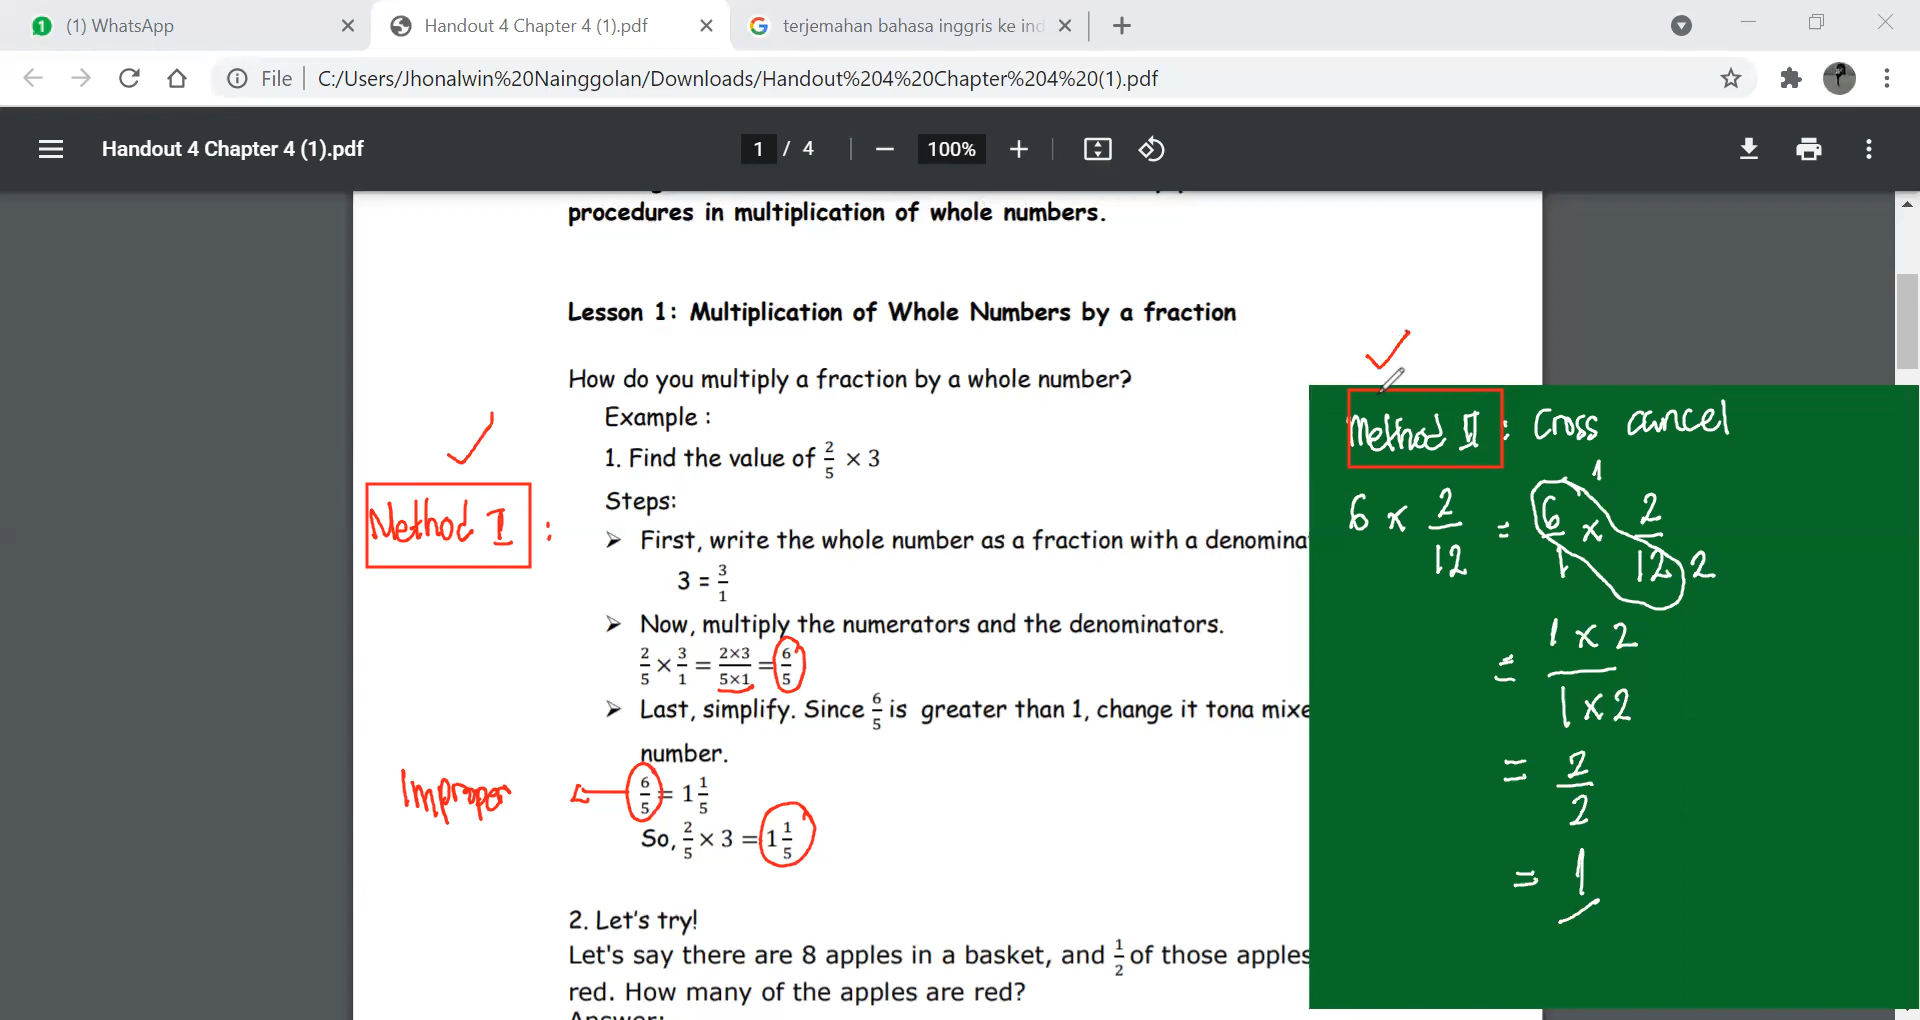 (1) WhatsApp
Handout 4 Chapter 4 (1).pdf
terjemahan bahasa inggris ke ind
File
C:/Users/Jhonalwin%20Nainggolan/Downloads/Handout%204%20Chapter%204%20(1).pdf
Handout 4 Chapter 4 (1).pdf
1 / 4
100%
procedures in multiplication of whole numbers.
Lesson 1: Multiplication of Whole Numbers by a fraction
How do you multiply a fraction by a whole number?
Example :
1. Find the value of 2/5 × 3
Steps:
Method I :
➢ First, write the whole number as a fraction with a denomina
3 = 3/1
➢ Now, multiply the numerators and the denominators.
2/5 × 3/1 = 2×3/5×1 = 6/5
➢ Last, simplify. Since 6/5 is greater than 1, change it tona mixe
number.
Improper
6/5 = 1 1/5
So, 2/5 × 3 = 1 1/5
2. Let's try!
Let's say there are 8 apples in a basket, and 1/2 of those apples
red. How many of the apples are red?
Method II : Cross cancel
1
6 × 2/12 = 6/1 × 2/12 2
= 1 × 2/1 × 2
= 2/2
= 1